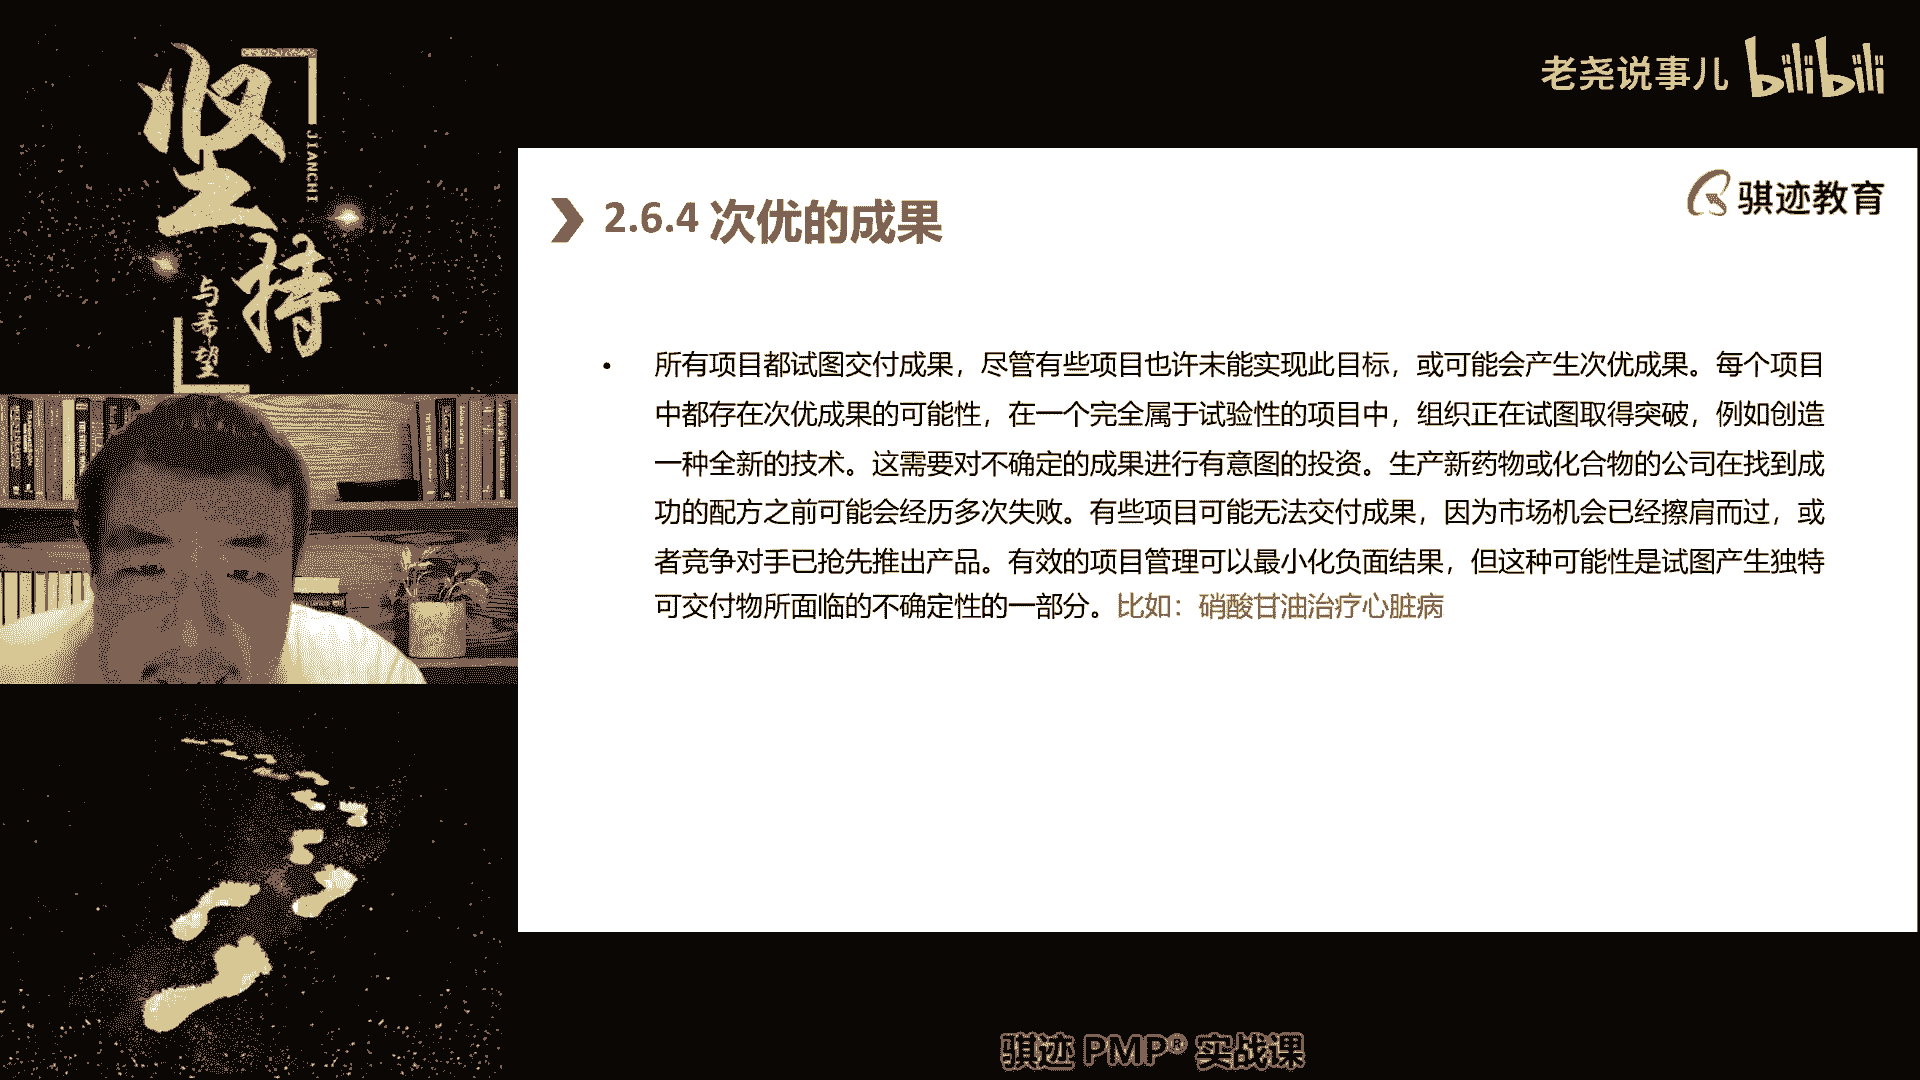 坚持
JIANCHI
与希望
老尧说事儿 bilibili
骐迹教育
2.6.4 次优的成果
• 所有项目都试图交付成果，尽管有些项目也许未能实现此目标，或可能会产生次优成果。每个项目
中都存在次优成果的可能性，在一个完全属于试验性的项目中，组织正在试图取得突破，例如创造
一种全新的技术。这需要对不确定的成果进行有意图的投资。生产新药物或化合物的公司在找到成
功的配方之前可能会经历多次失败。有些项目可能无法交付成果，因为市场机会已经擦肩而过，或
者竞争对手已抢先推出产品。有效的项目管理可以最小化负面结果，但这种可能性是试图产生独特
可交付物所面临的不确定性的一部分。比如：硝酸甘油治疗心脏病
骐迹 PMP® 实战课